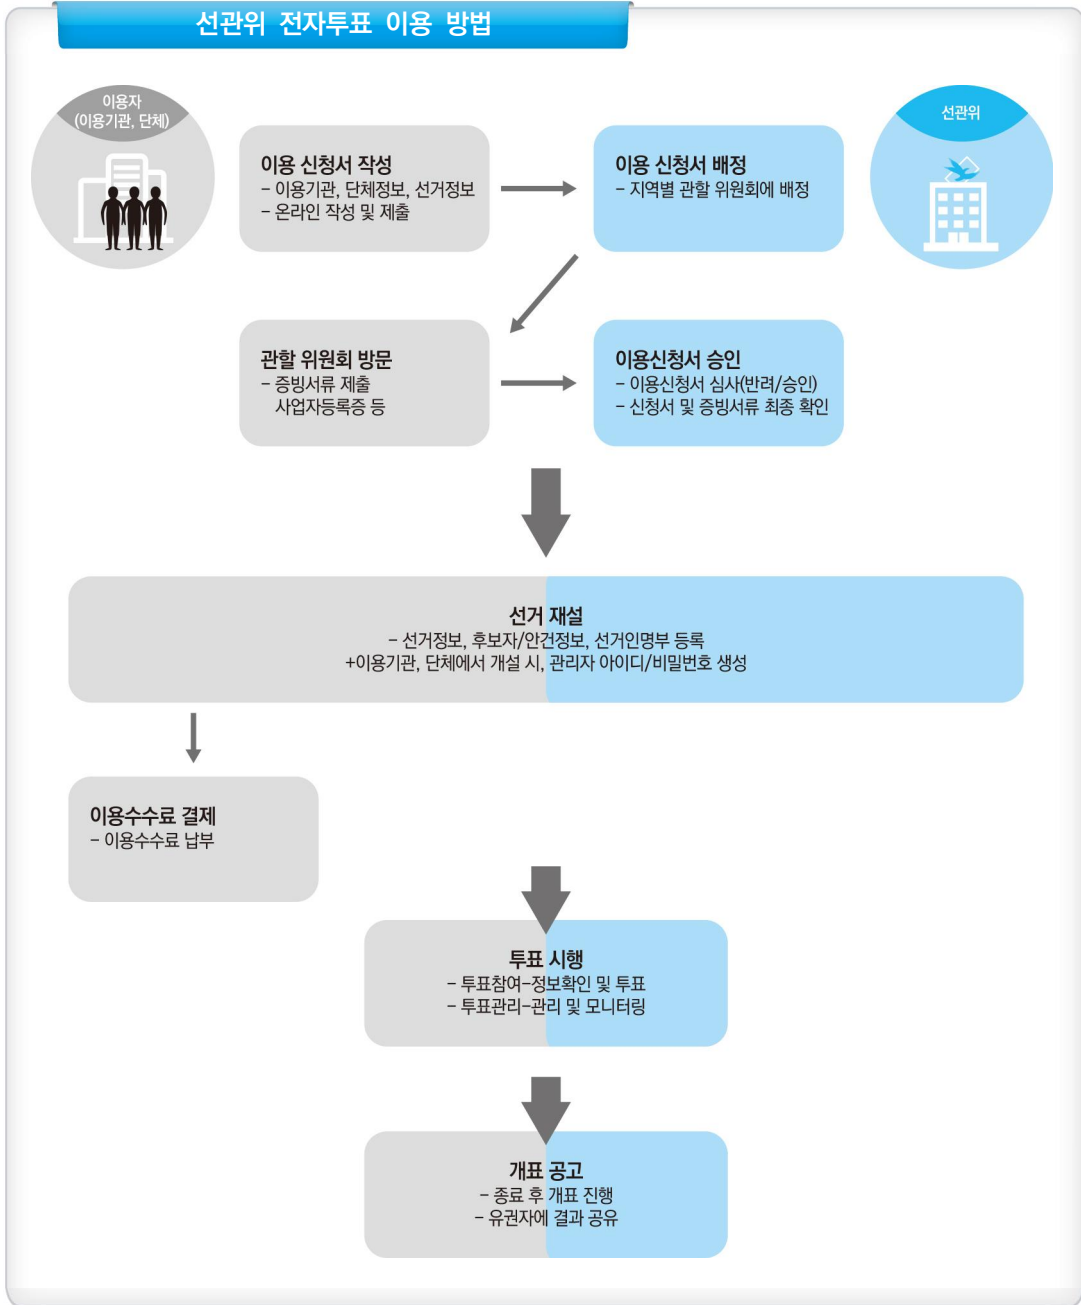 선관위 전자투표 이용 방법
이용자
(이용기관, 단체)
선관위
이용 신청서 작성
- 이용기관, 단체정보, 선거정보
- 온라인 작성 및 제출
이용 신청서 배정
- 지역별 관할 위원회에 배정
관할 위원회 방문
- 증빙서류 제출
사업자등록증 등
이용신청서 승인
- 이용신청서 심사(반려/승인)
- 신청서 및 증빙서류 최종 확인
선거 재설
- 선거정보, 후보자/안건정보, 선거인명부 등록
+이용기관, 단체에서 개설 시, 관리자 아이디/비밀번호 생성
이용수수료 결제
- 이용수수료 납부
투표 시행
- 투표참여-정보확인 및 투표
- 투표관리-관리 및 모니터링
개표 공고
- 종료 후 개표 진행
- 유권자에 결과 공유